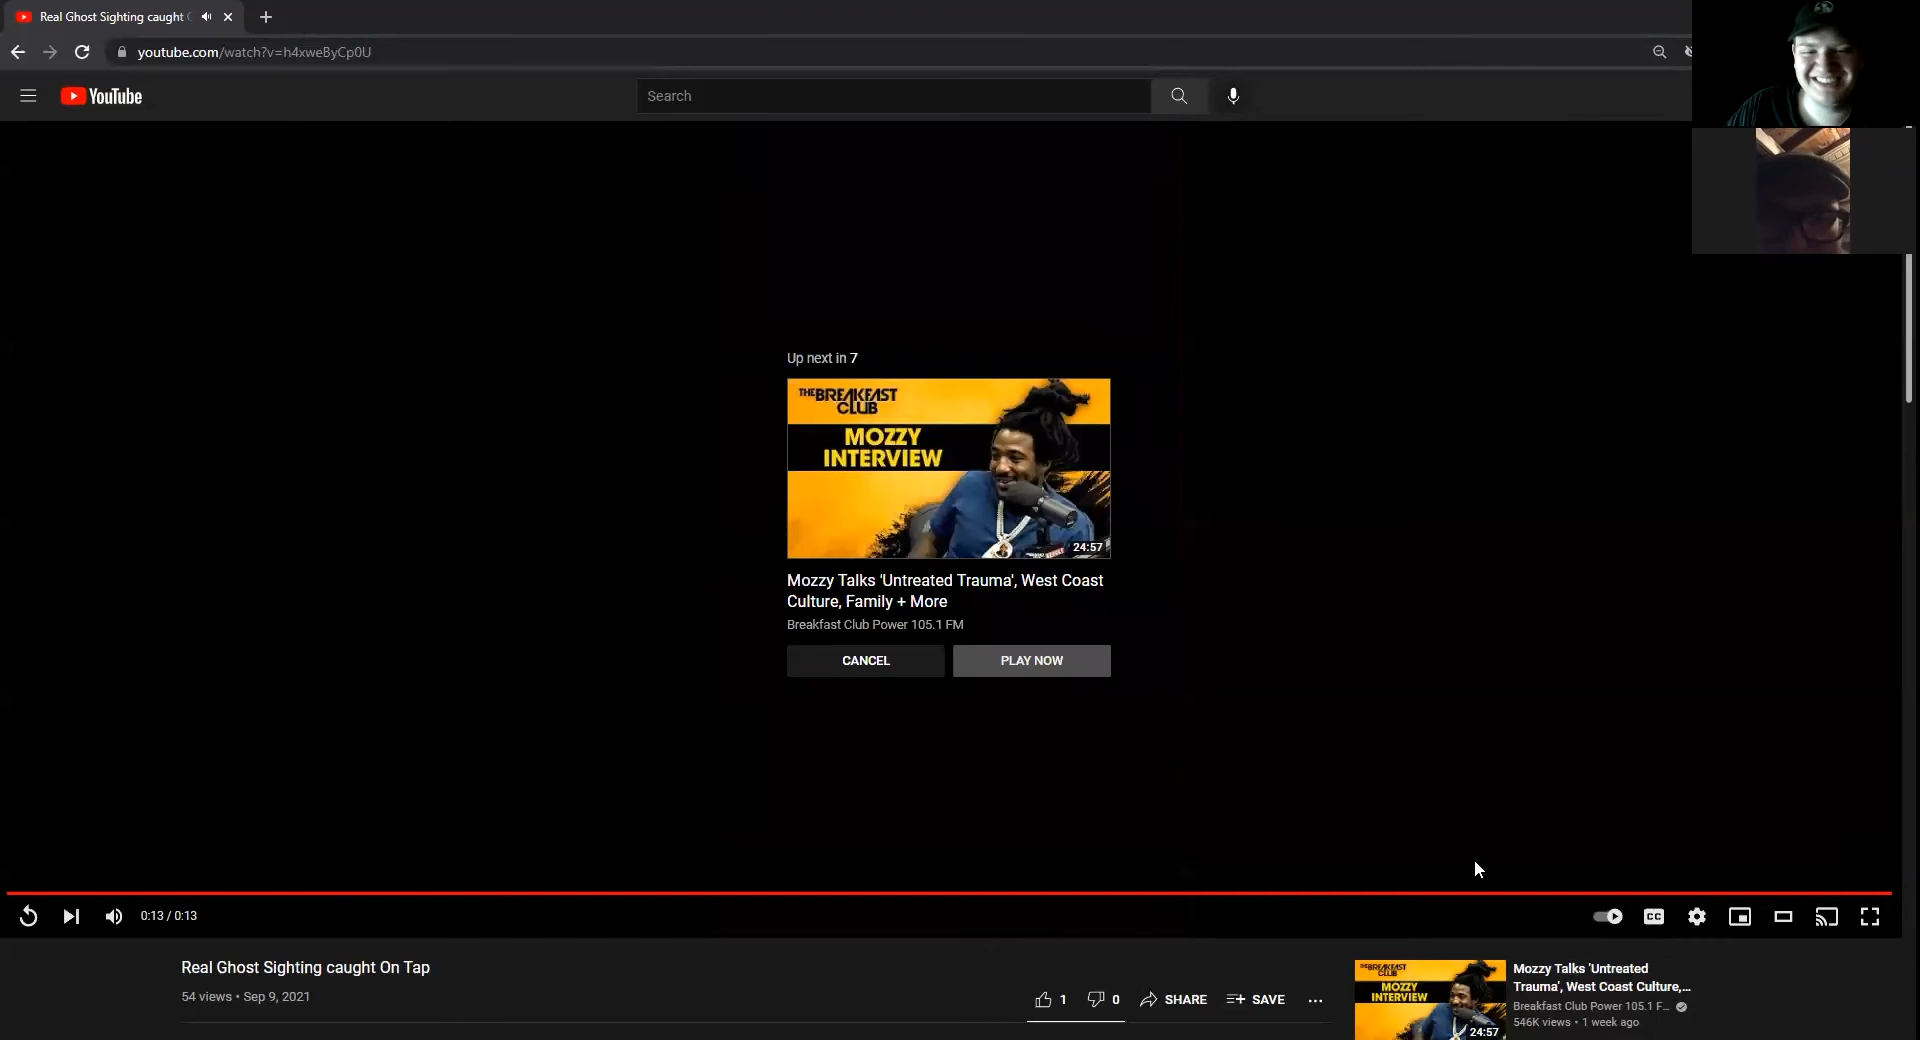 Real Ghost Sighting caught
youtube.com/watch?v=h4xweByCp0U
YouTube
Search
Up next in 7
THE BREAKFAST
CLUB
MOZZY
INTERVIEW
24:57
Mozzy Talks 'Untreated Trauma', West Coast
Culture, Family + More
Breakfast Club Power 105.1 FM
CANCEL
PLAY NOW
0:13 / 0:13
CC
Real Ghost Sighting caught On Tap
54 views • Sep 9, 2021
1
0
SHARE
SAVE
THE BREAKFAST
CLUB
MOZZY
INTERVIEW
24:57
Mozzy Talks 'Untreated
Trauma', West Coast Culture,...
Breakfast Club Power 105.1 F...
546K views • 1 week ago